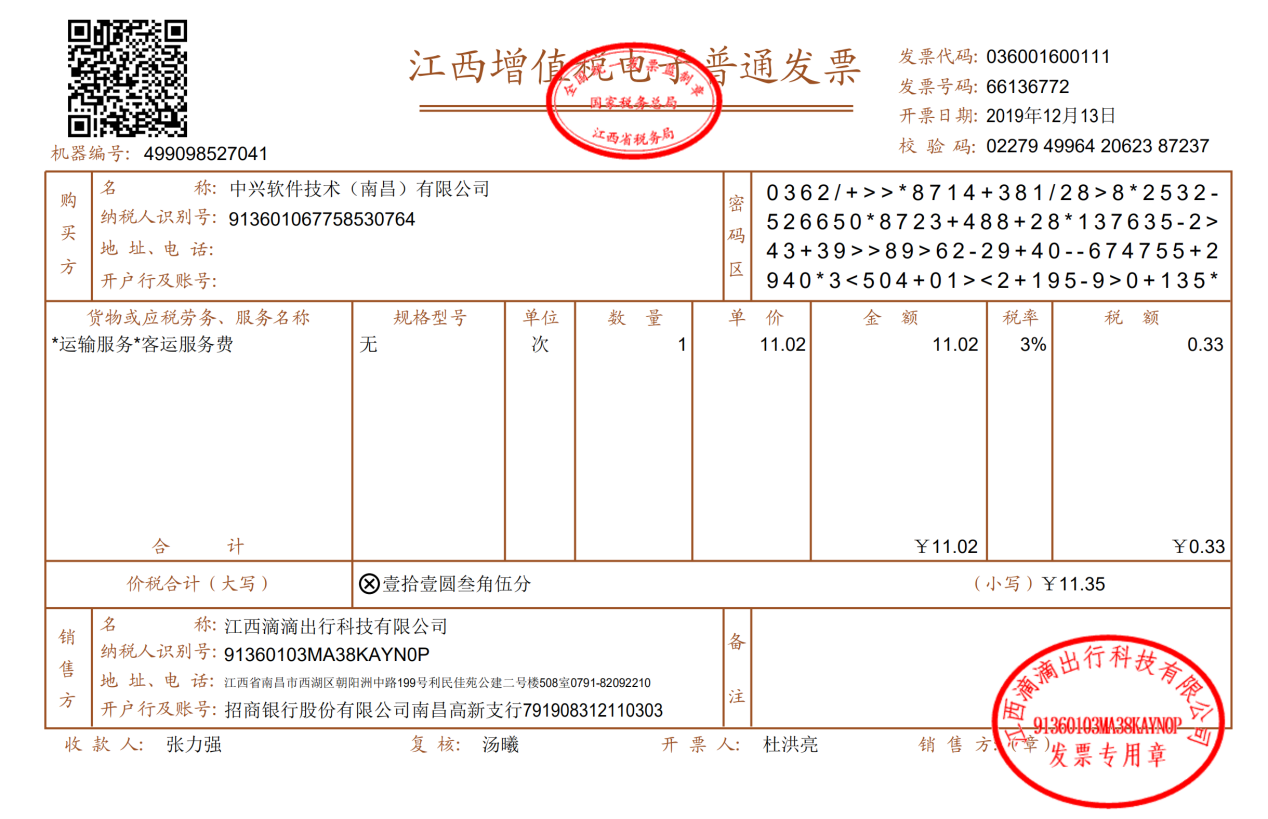 江西增值税电子普通发票
全国统一发票监制章
国家税务总局
江西省税务局
发票代码: 036001600111
发票号码: 66136772
开票日期: 2019年12月13日
校 验 码: 02279 49964 20623 87237
机器编号: 499098527041
购买方
名 称: 中兴软件技术（南昌）有限公司
纳税人识别号: 913601067758530764
地 址、电 话:
开户行及账号:
密码区
0362/+>>*8714+381/28>8*2532-
526650*8723+488+28*137635-2>
43+39>>89>62-29+40--674755+2
940*3<504+01><2+195-9>0+135*
货物或应税劳务、服务名称 规格型号 单位 数 量 单 价 金 额 税率 税 额
*运输服务*客运服务费 无 次 1 11.02 11.02 3% 0.33
合 计 ￥11.02 ￥0.33
价税合计（大写） ⊗壹拾壹圆叁角伍分 （小写）￥11.35
销售方
名 称: 江西滴滴出行科技有限公司
纳税人识别号: 91360103MA38KAYN0P
地 址、电 话: 江西省南昌市西湖区朝阳洲中路199号利民佳苑公建二号楼508室0791-82092210
开户行及账号: 招商银行股份有限公司南昌高新支行791908312110303
备注
收 款 人: 张力强 复 核: 汤曦 开 票 人: 杜洪亮 销 售 方:（章）
江西滴滴出行科技有限公司
91360103MA38KAYN0P
发票专用章